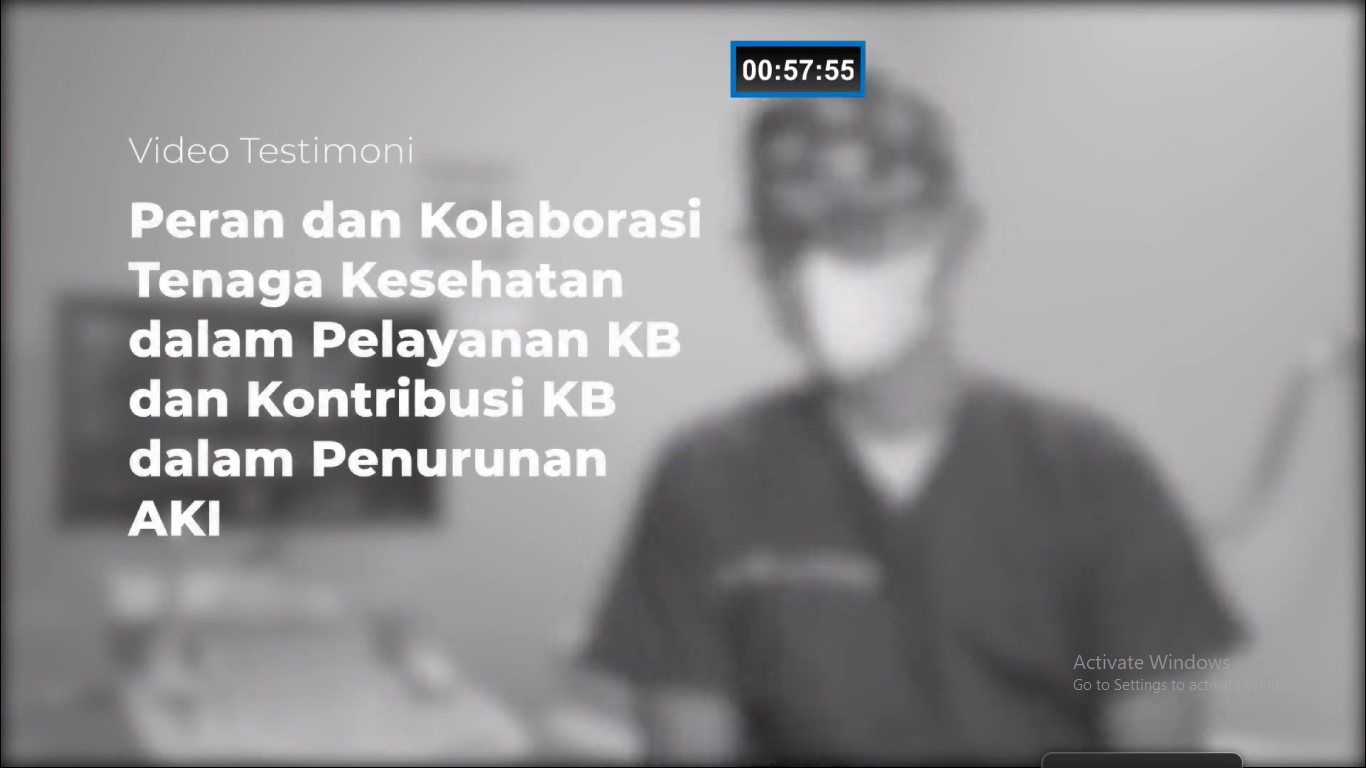 00:57:55
Video Testimoni
Peran dan Kolaborasi
Tenaga Kesehatan
dalam Pelayanan KB
dan Kontribusi KB
dalam Penurunan
AKI
Activate Windows
Go to Settings to activate Windows.